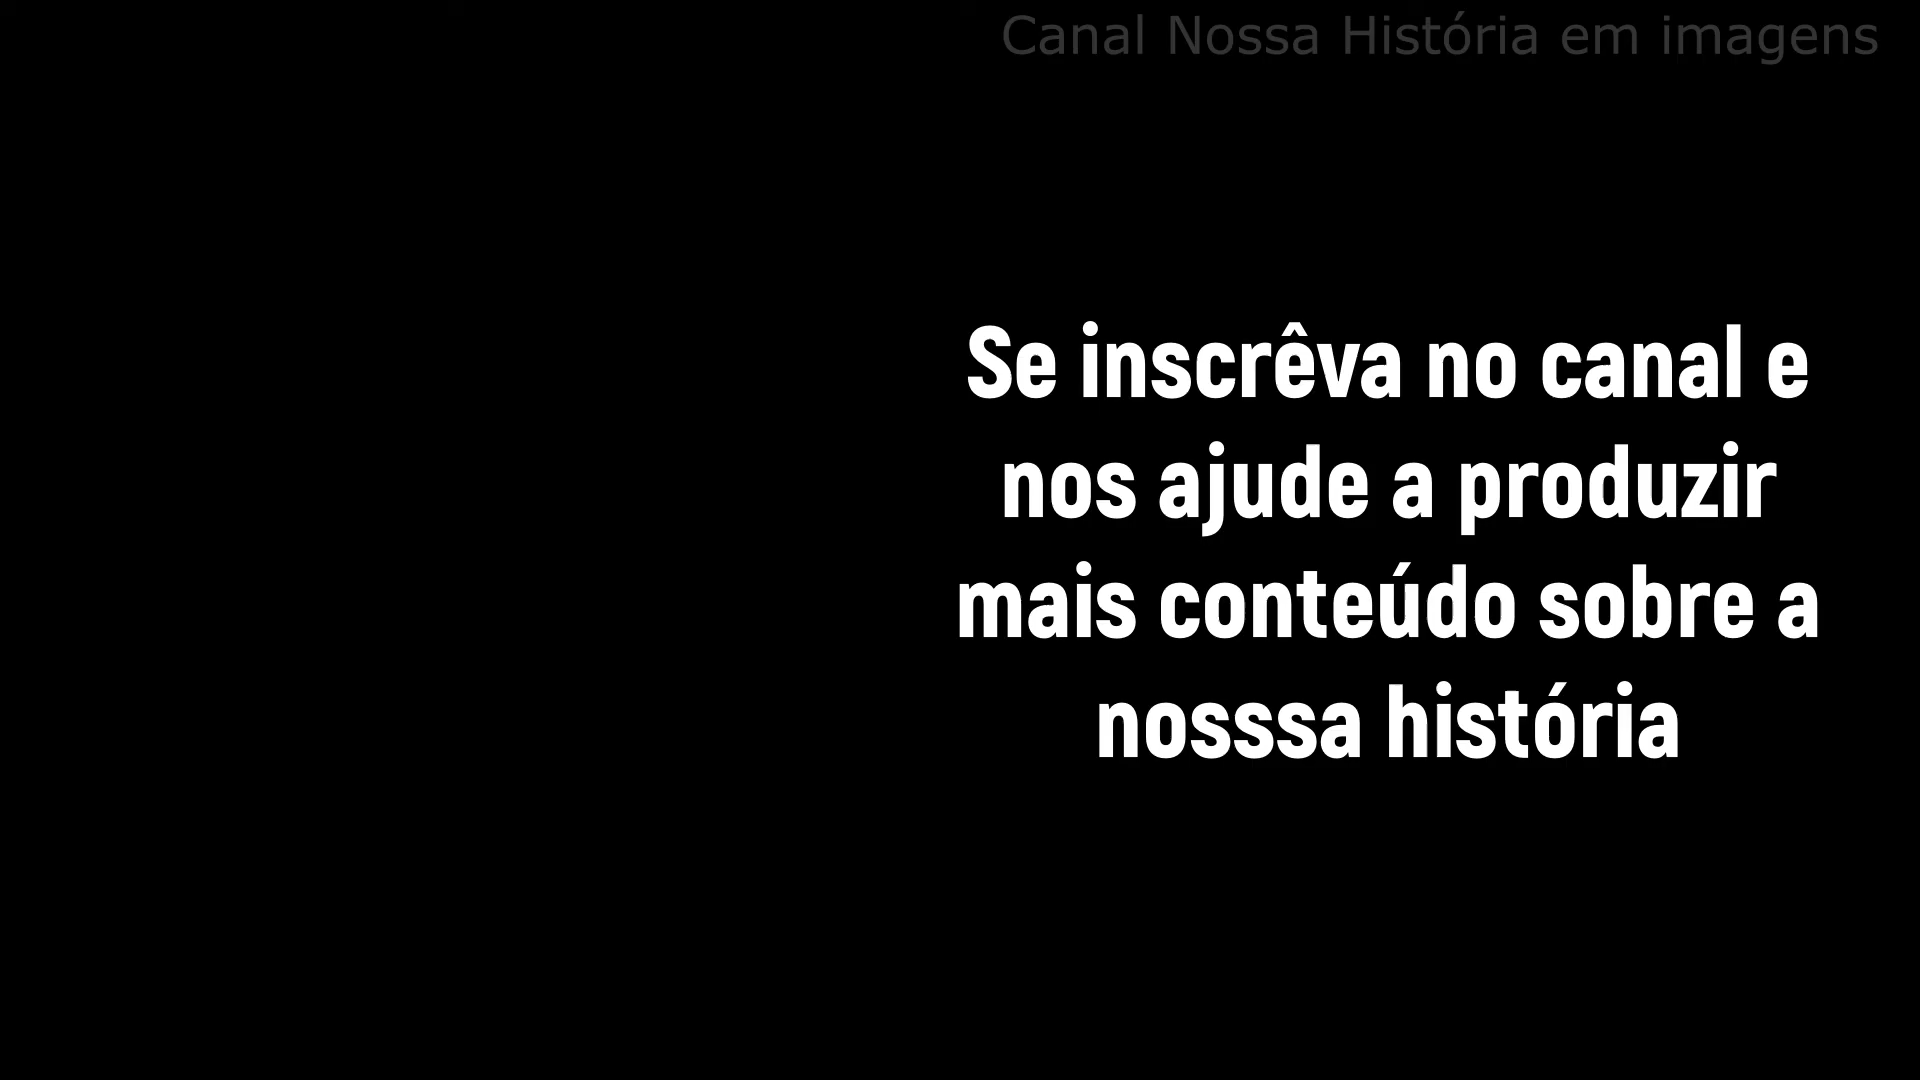 Canal Nossa História em imagens
Se inscrêva no canal e
nos ajude a produzir
mais conteúdo sobre a
nosssa história